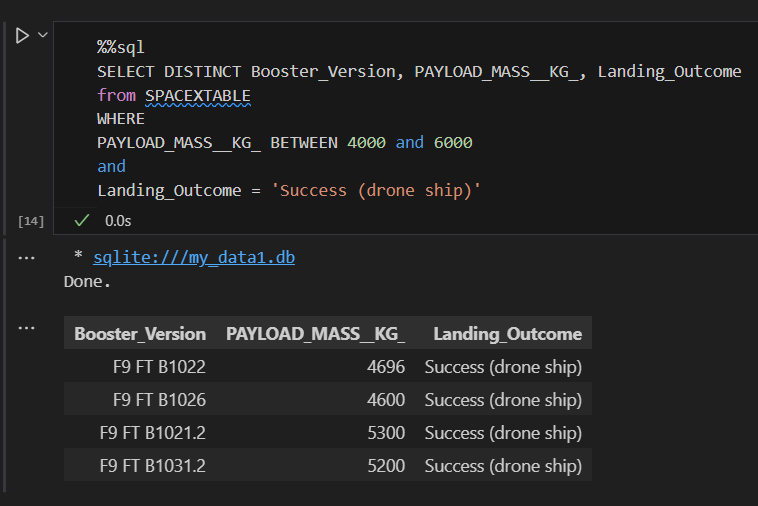 %%sql
SELECT DISTINCT Booster_Version, PAYLOAD_MASS__KG_, Landing_Outcome
from SPACEXTABLE
WHERE
PAYLOAD_MASS__KG_ BETWEEN 4000 and 6000
and
Landing_Outcome = 'Success (drone ship)'
[14] 0.0s
* sqlite:///my_data1.db
Done.
Booster_Version PAYLOAD_MASS__KG_ Landing_Outcome
F9 FT B1022 4696 Success (drone ship)
F9 FT B1026 4600 Success (drone ship)
F9 FT B1021.2 5300 Success (drone ship)
F9 FT B1031.2 5200 Success (drone ship)